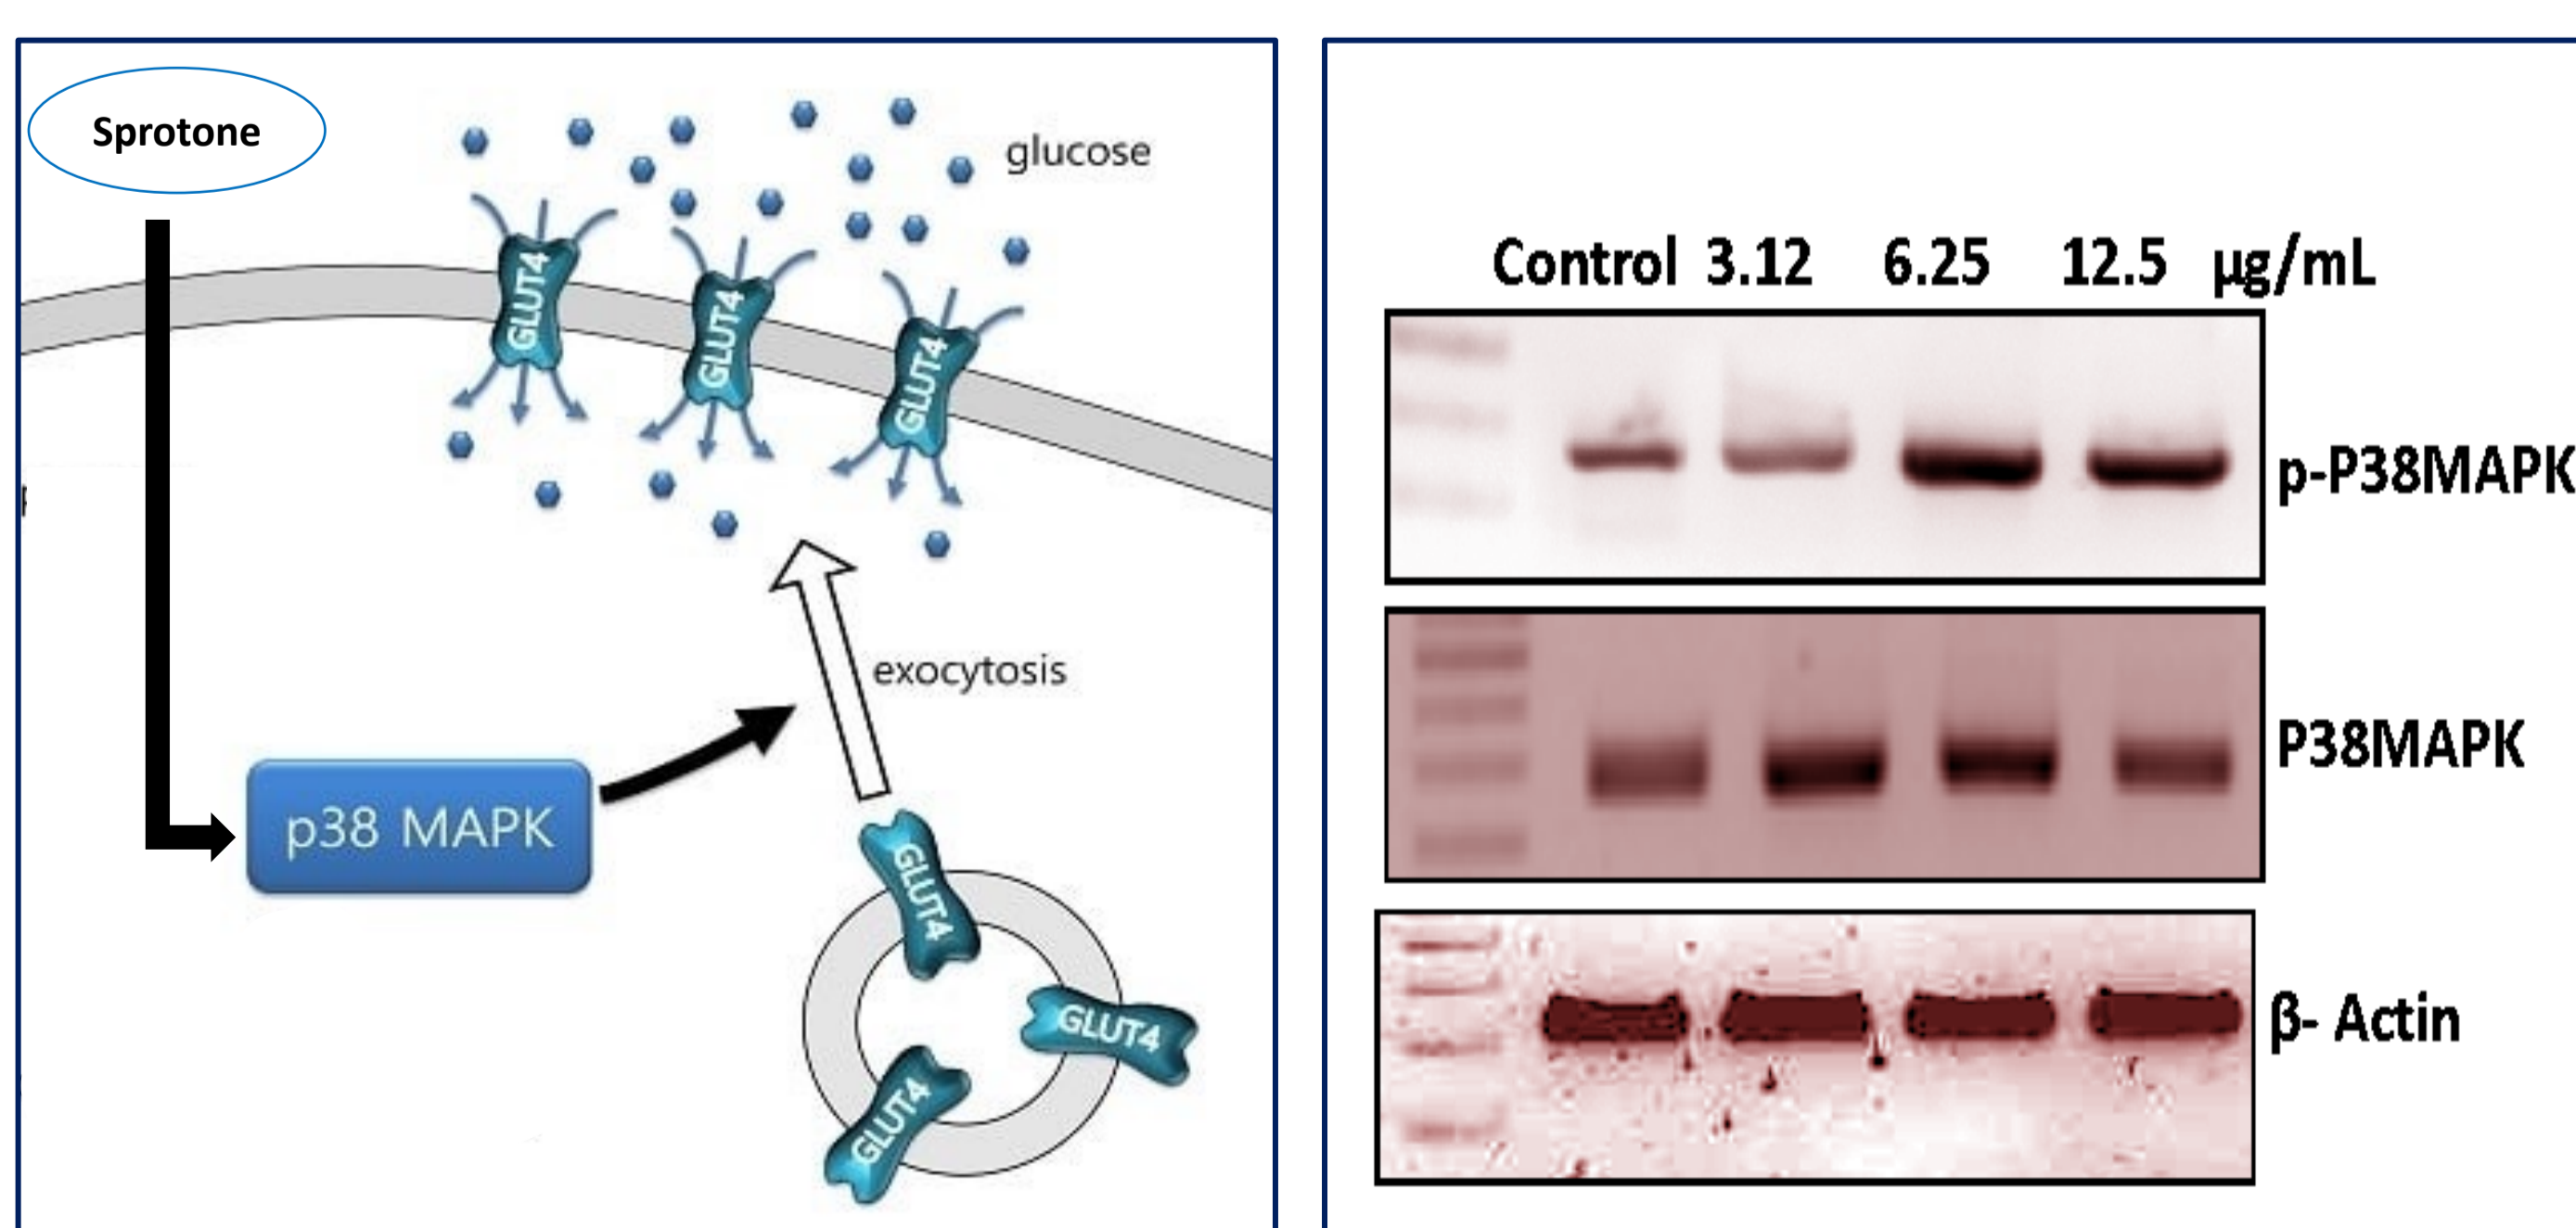 Sprotone
glucose
GLUT4
GLUT4
GLUT4
exocytosis
p38 MAPK
GLUT4
GLUT4
GLUT4
Control 3.12 6.25 12.5 μg/mL
p-P38MAPK
P38MAPK
β- Actin